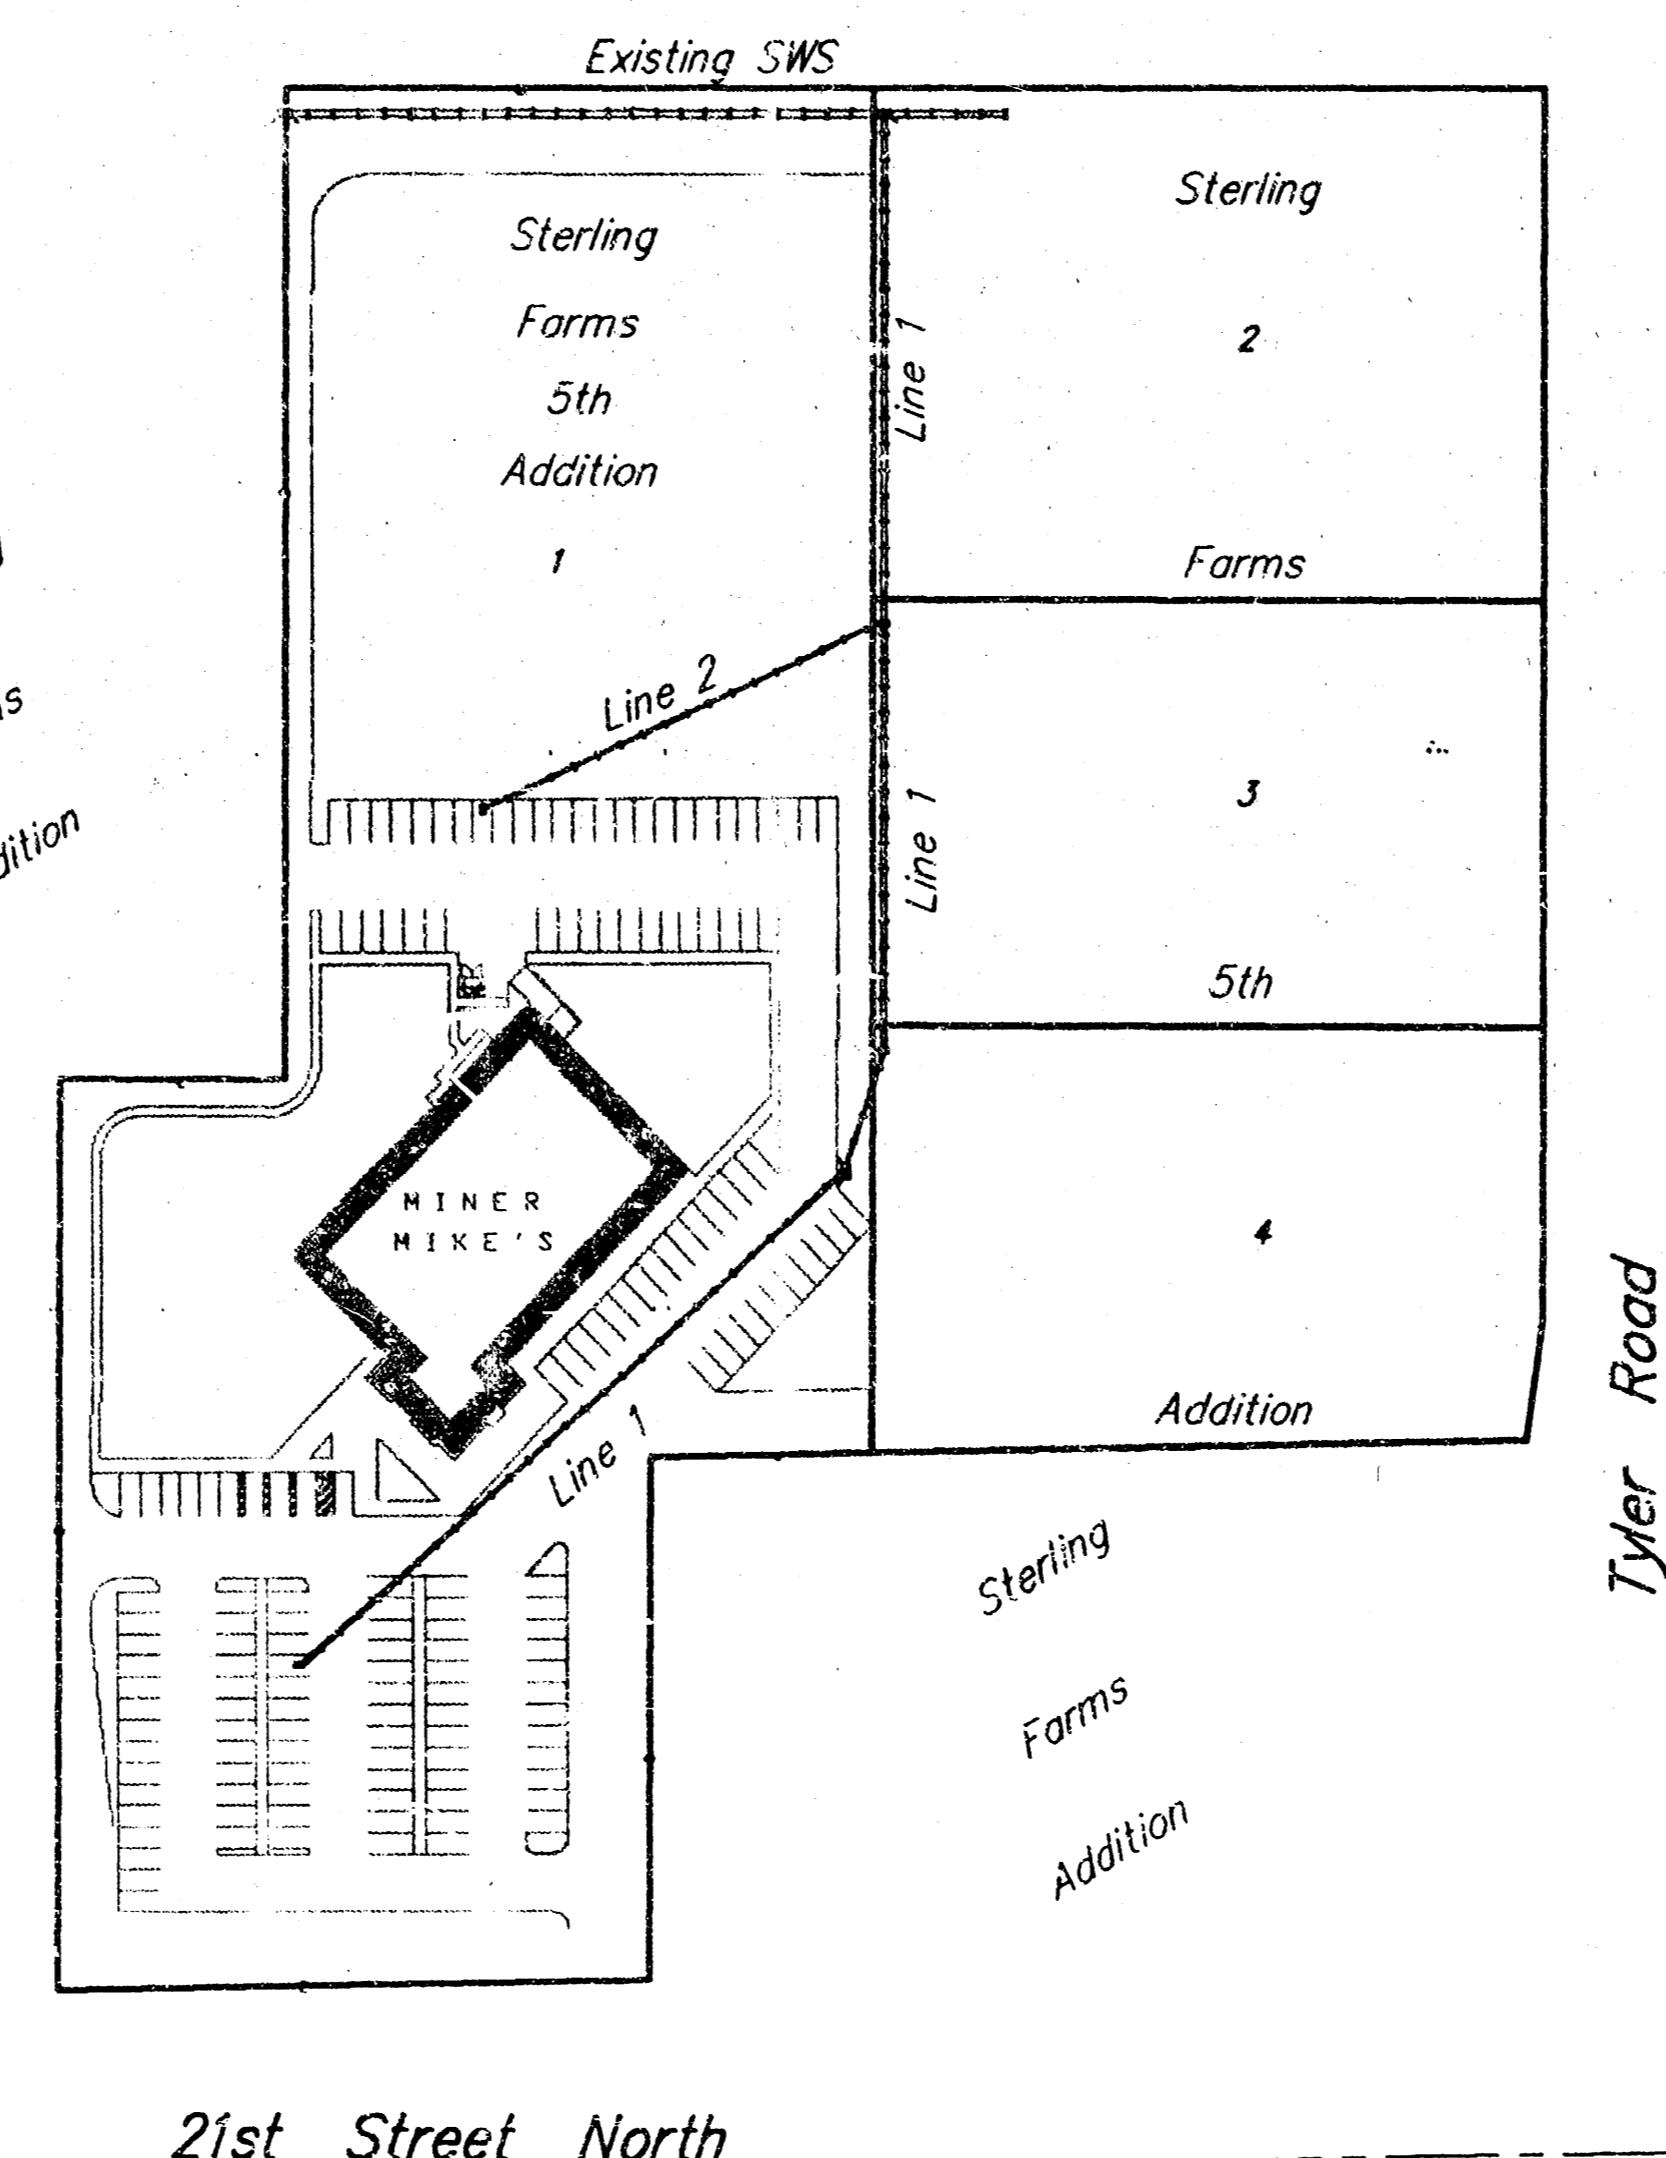 Existing SWS
Sterling
Farms
5th
Addition
1
Sterling
2
Farms
Line 1
Line 2
Line 1
3
5th
MINER
MIKE'S
4
Addition
Line 1
Tyler Road
Sterling
Farms
Addition
21st Street North